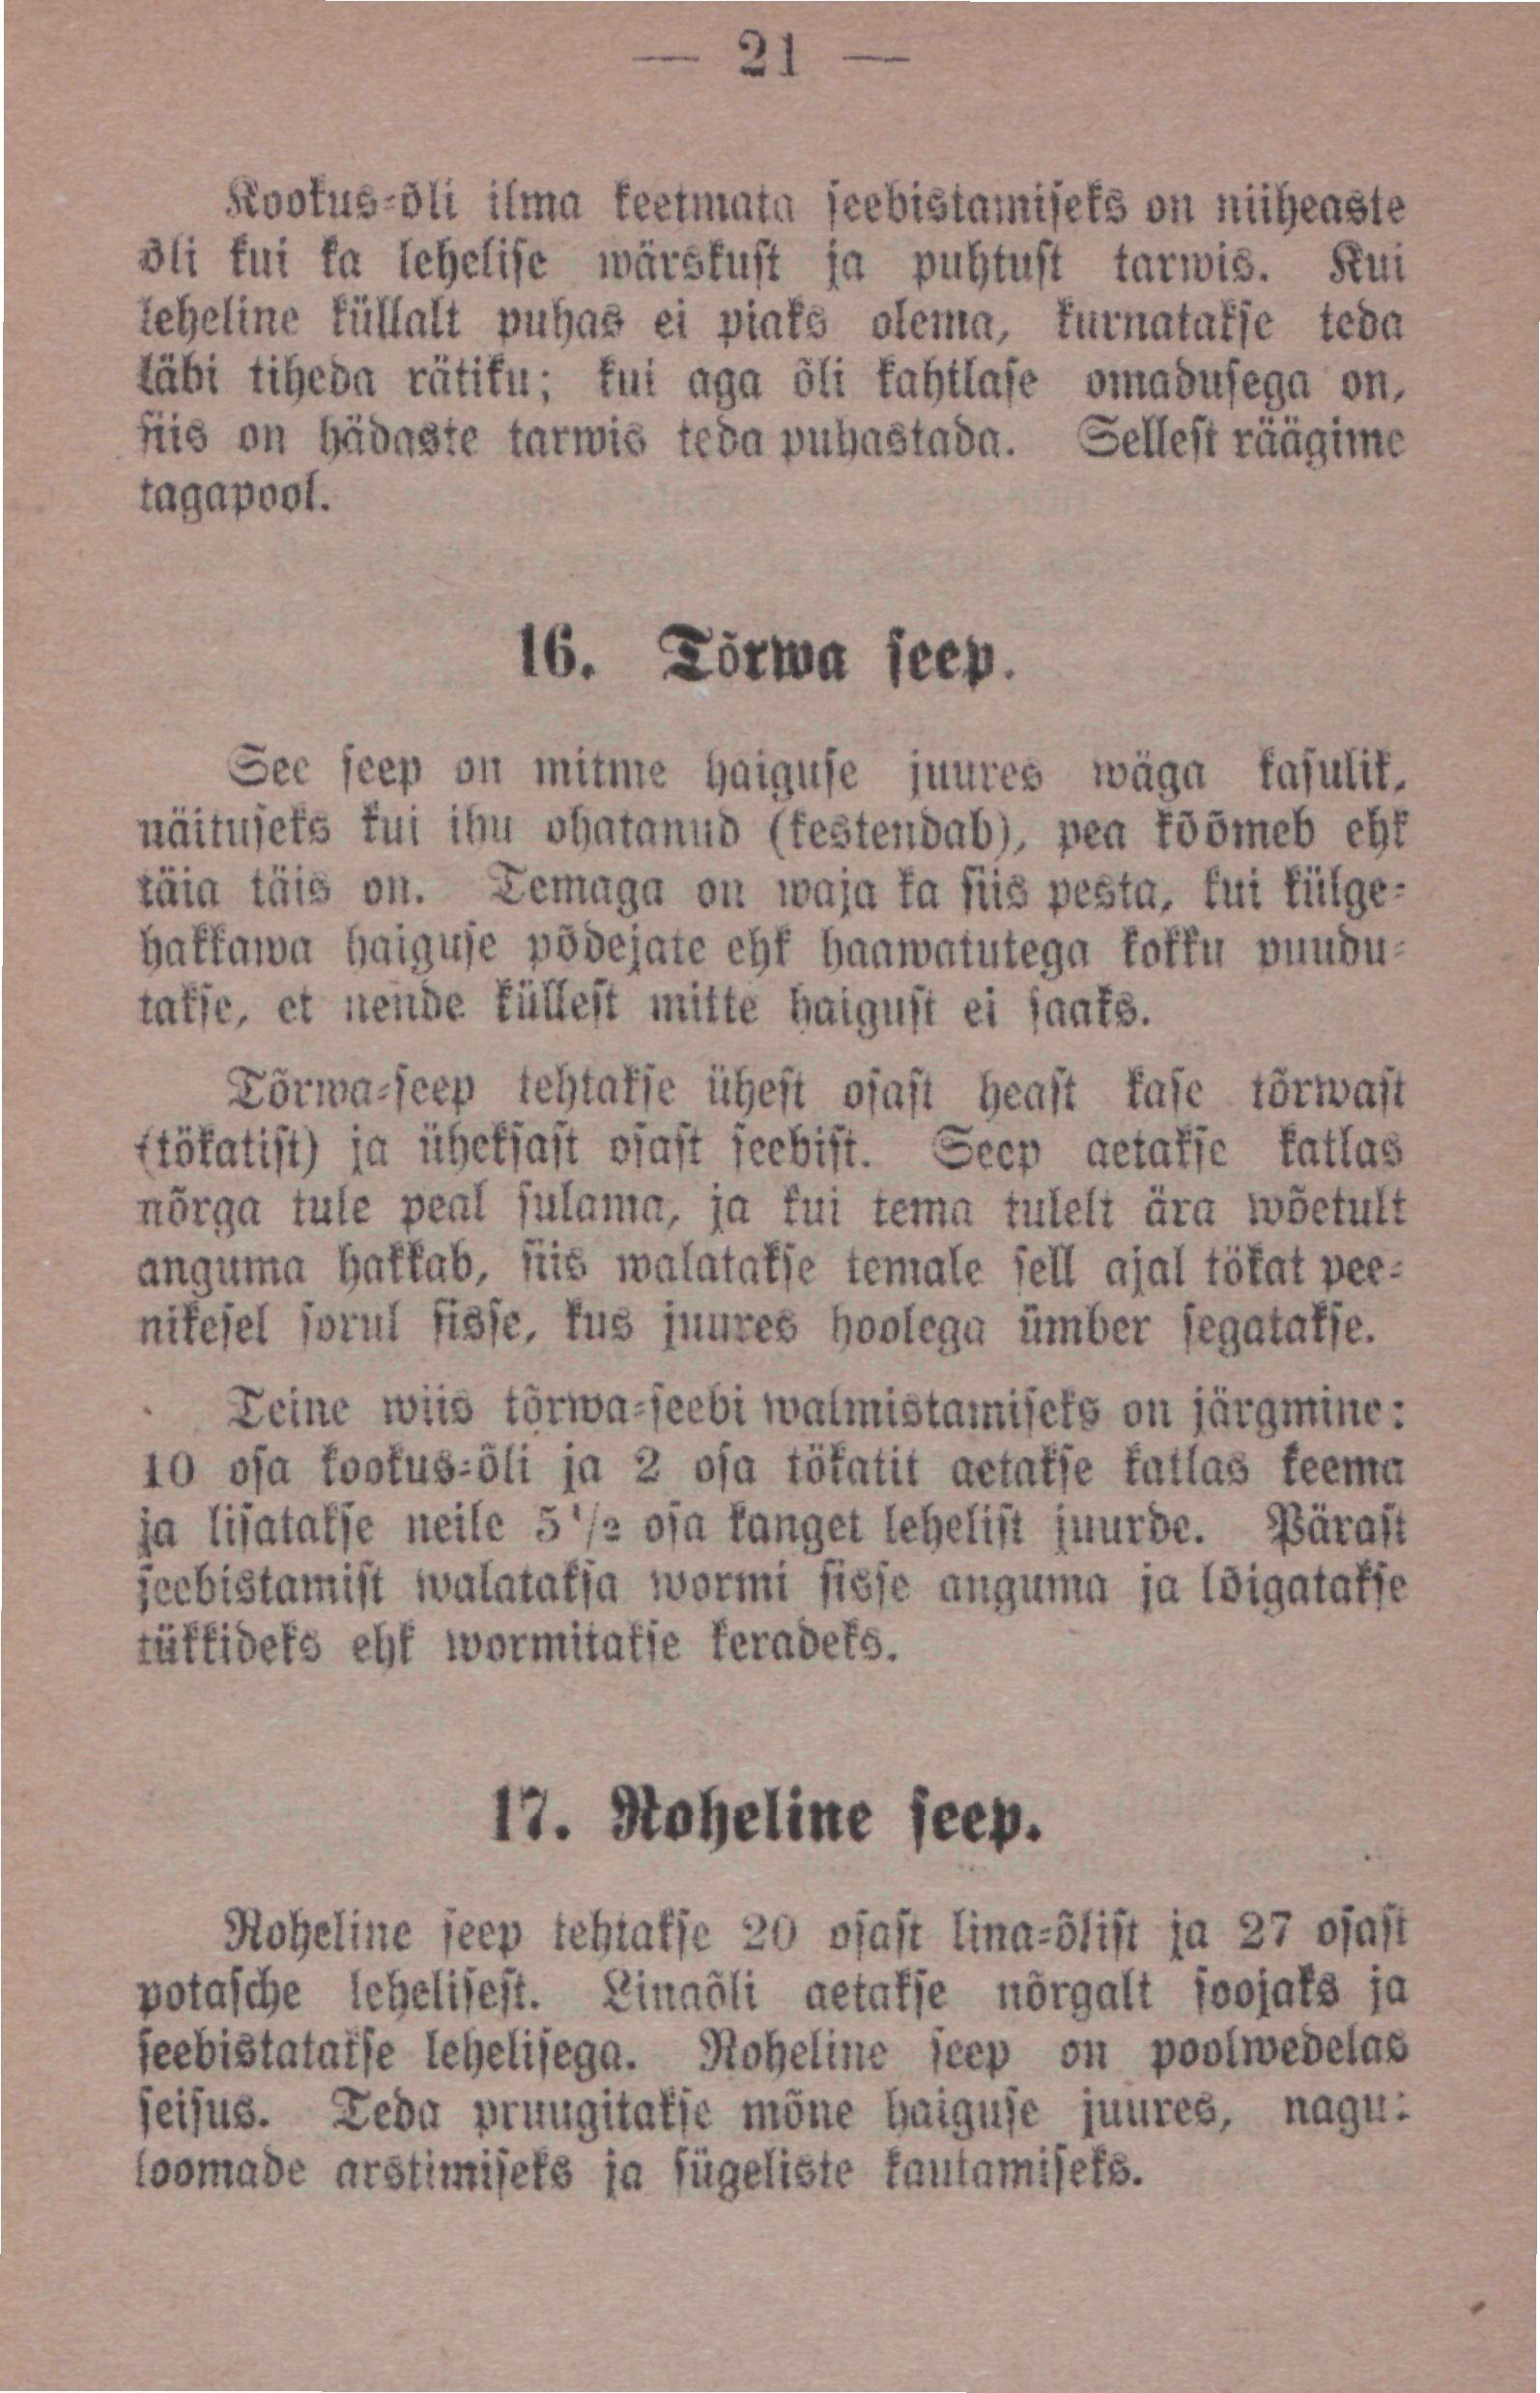 — 21 —
Kookus-õli ilma keetmata seebistamiseks on niiheaste
õli kui ka lehelise wärskust ja puhtust tarwis. Kui
leheline küllalt puhas ei piaks olema, kurnatakse teda
läbi tiheda rätiku; kui aga õli kahtlase omadusega on,
siis on hädaste tarwis teda puhastada. Sellest räägime
tagapool.
16. Tõrwa seep.
See seep on mitme haiguse juures wäga kasulik,
näituseks kui ihu ohatanud (kestendab), pea kõõmeb ehk
täia täis on. Temaga on waja ka siis pesta, kui külge-
hakkawa haiguse põdejate ehk haawatutega kokku puudu-
takse, et nende küllest mitte haigust ei saaks.
Tõrwa-seep tehtakse ühest osast heast kase tõrwast
(tökatist) ja üheksast osast seebist. Seep aetakse katlas
nõrga tule peal sulama, ja kui tema tulelt ära wõetult
anguma hakkab, siis walatakse temale sell ajal tökat pee-
nikesel sorul sisse, kus juures hoolega ümber segatakse.
Teine wiis tõrwa-seebi walmistamiseks on järgmine:
10 osa kookus-õli ja 2 osa tökatit aetakse katlas keema
ja lisatakse neile 5 1/2 osa kanget lehelist juurde. Pärast
seebistamist walataksa wormi sisse anguma ja lõigatakse
tükkideks ehk wormitakse keradeks.
17. Roheline seep.
Roheline seep tehtakse 20 osast lina-õlist ja 27 osast
potasche lehelisest. Linaõli aetakse nõrgalt soojaks ja
seebistatakse lehelisega. Roheline seep on poolwedelas
seisus. Teda pruugitakse mõne haiguse juures, nagu:
loomade arstimiseks ja sügeliste kautamiseks.